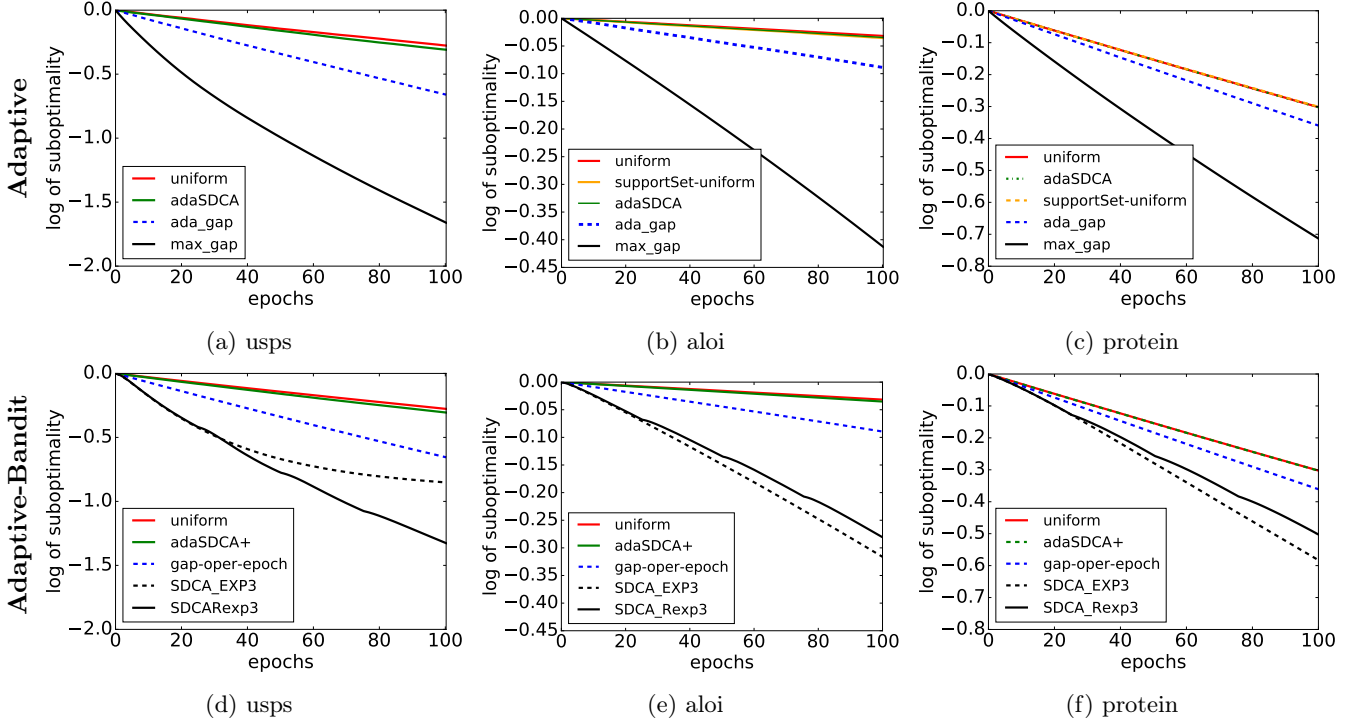 Adaptive
log of suboptimality
0.0
−0.5
−1.0
−1.5
−2.0
uniform
adaSDCA
ada_gap
max_gap
0 20 40 60 80 100
epochs
(a) usps
log of suboptimality
0.00
−0.05
−0.10
−0.15
−0.20
−0.25
−0.30
−0.35
−0.40
−0.45
uniform
supportSet-uniform
adaSDCA
ada_gap
max_gap
0 20 40 60 80 100
epochs
(b) aloi
log of suboptimality
0.0
−0.1
−0.2
−0.3
−0.4
−0.5
−0.6
−0.7
−0.8
uniform
adaSDCA
supportSet-uniform
ada_gap
max_gap
0 20 40 60 80 100
epochs
(c) protein
Adaptive-Bandit
log of suboptimality
0.0
−0.5
−1.0
−1.5
−2.0
uniform
adaSDCA+
gap-oper-epoch
SDCA_EXP3
SDCARexp3
0 20 40 60 80 100
epochs
(d) usps
log of suboptimality
0.00
−0.05
−0.10
−0.15
−0.20
−0.25
−0.30
−0.35
−0.40
−0.45
uniform
adaSDCA+
gap-oper-epoch
SDCA_EXP3
SDCA_Rexp3
0 20 40 60 80 100
epochs
(e) aloi
log of suboptimality
0.0
−0.1
−0.2
−0.3
−0.4
−0.5
−0.6
−0.7
−0.8
uniform
adaSDCA+
gap-oper-epoch
SDCA_EXP3
SDCA_Rexp3
0 20 40 60 80 100
epochs
(f) protein